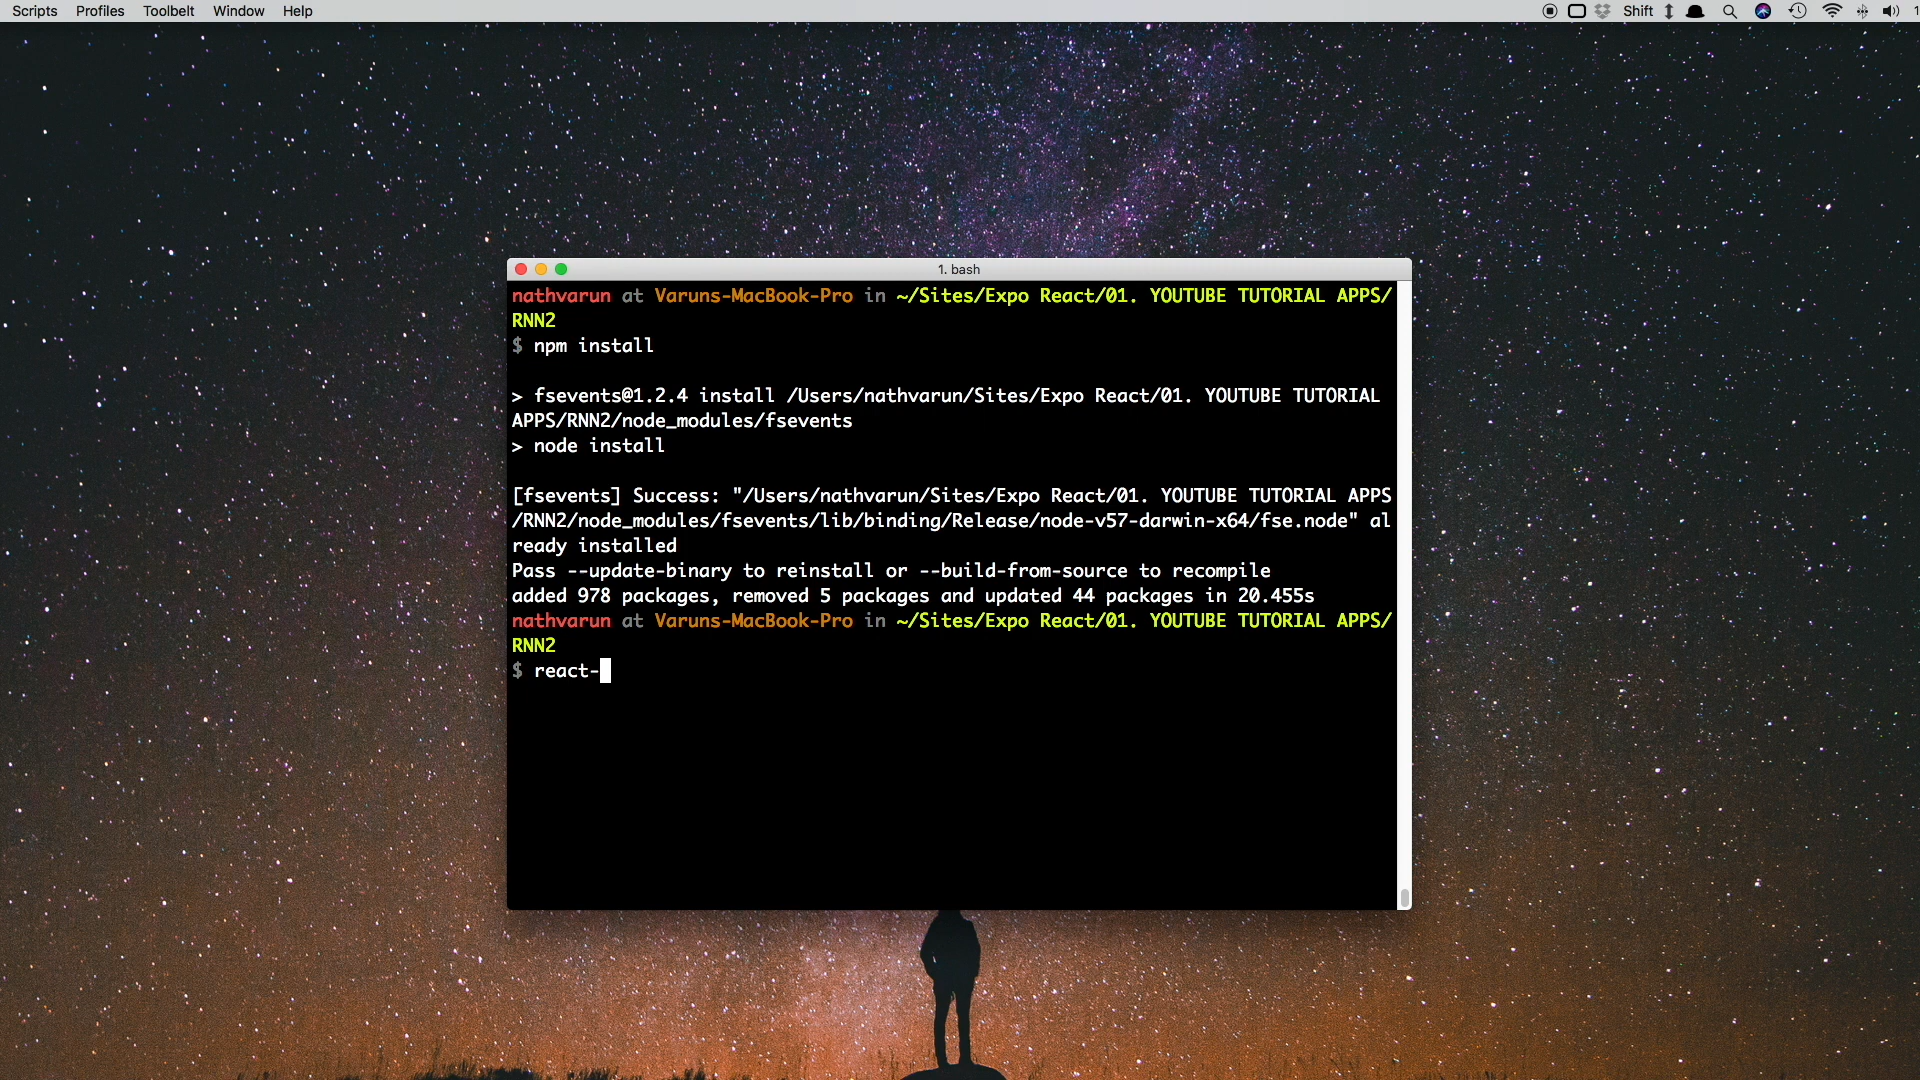 Scripts Profiles Toolbelt Window Help Shift
1. bash
nathvarun at Varuns-MacBook-Pro in ~/Sites/Expo React/01. YOUTUBE TUTORIAL APPS/
RNN2
$ npm install
> fsevents@1.2.4 install /Users/nathvarun/Sites/Expo React/01. YOUTUBE TUTORIAL
APPS/RNN2/node_modules/fsevents
> node install
[fsevents] Success: "/Users/nathvarun/Sites/Expo React/01. YOUTUBE TUTORIAL APPS
/RNN2/node_modules/fsevents/lib/binding/Release/node-v57-darwin-x64/fse.node" al
ready installed
Pass --update-binary to reinstall or --build-from-source to recompile
added 978 packages, removed 5 packages and updated 44 packages in 20.455s
nathvarun at Varuns-MacBook-Pro in ~/Sites/Expo React/01. YOUTUBE TUTORIAL APPS/
RNN2
$ react-